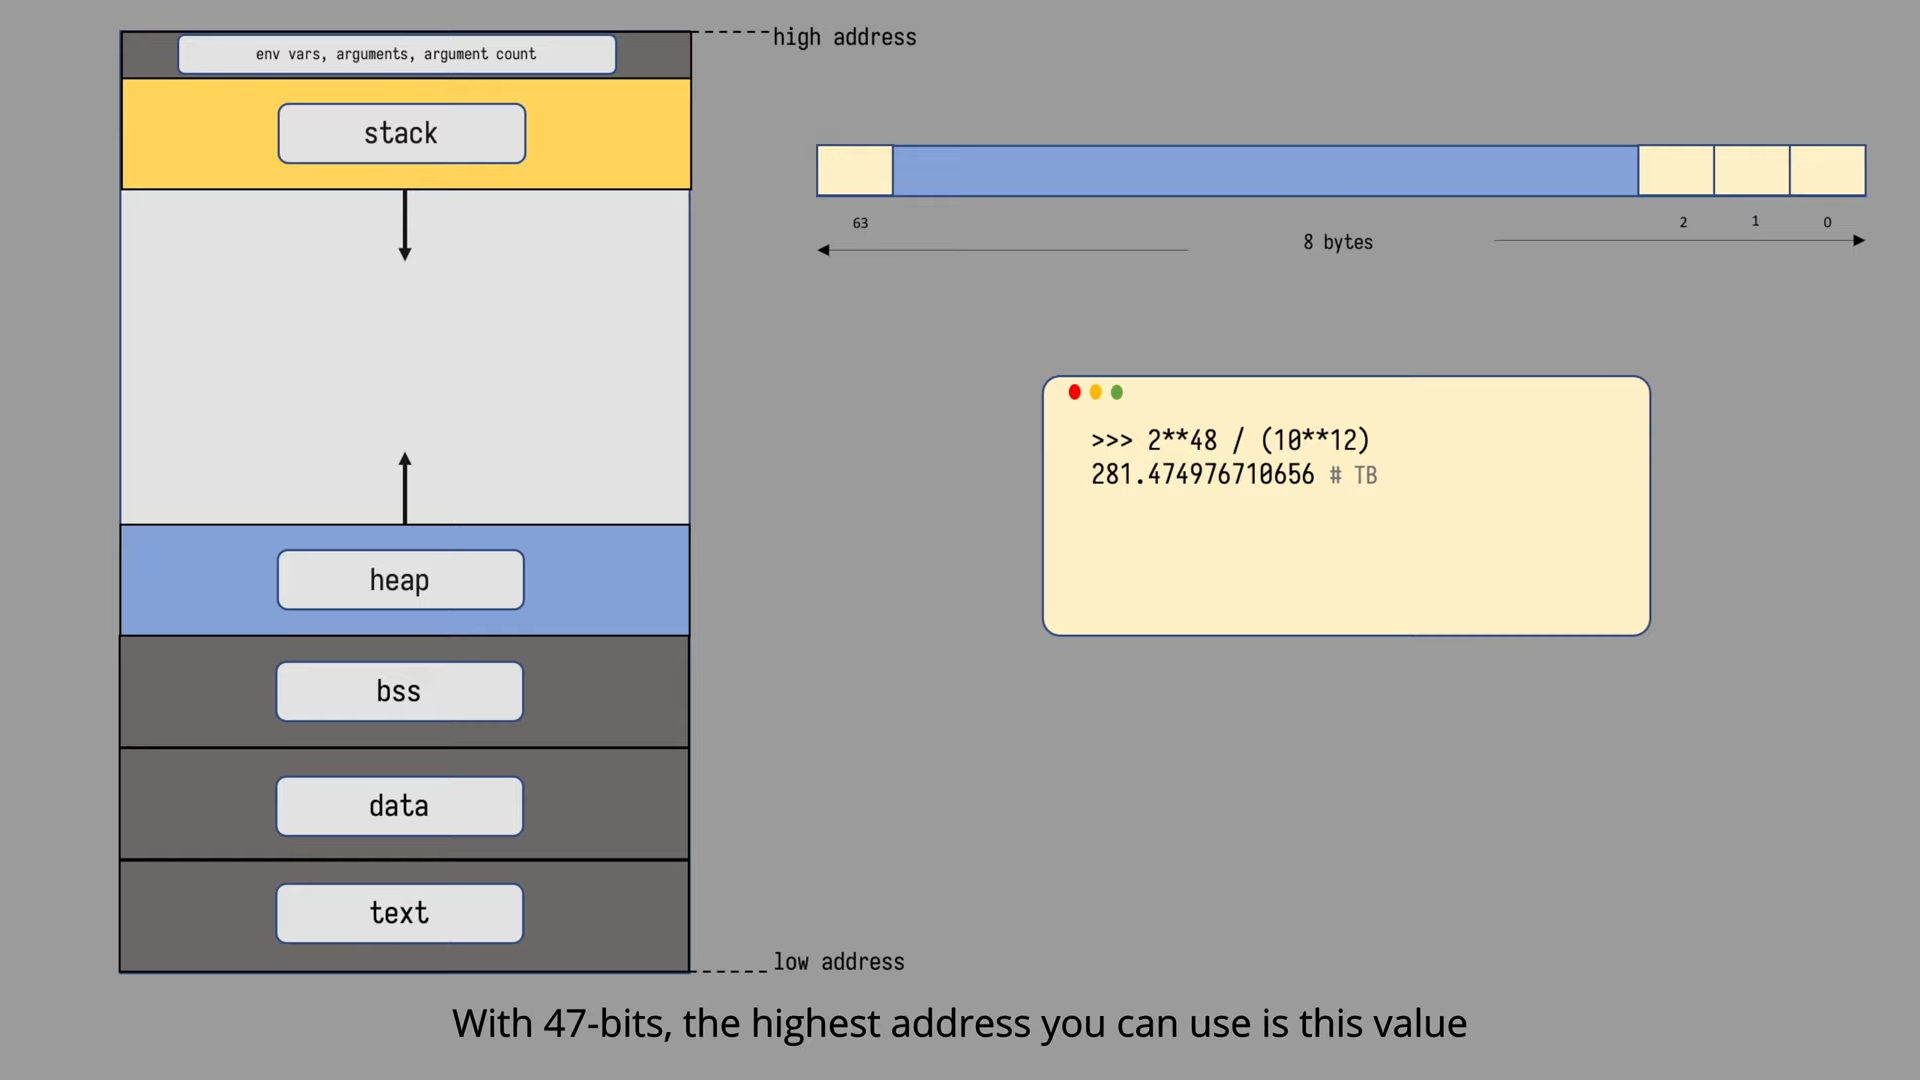 env vars, arguments, argument count
high address
stack
63
2
1
0
8 bytes
>>> 2**48 / (10**12)
281.474976710656 # TB
heap
bss
data
text
low address
With 47-bits, the highest address you can use is this value